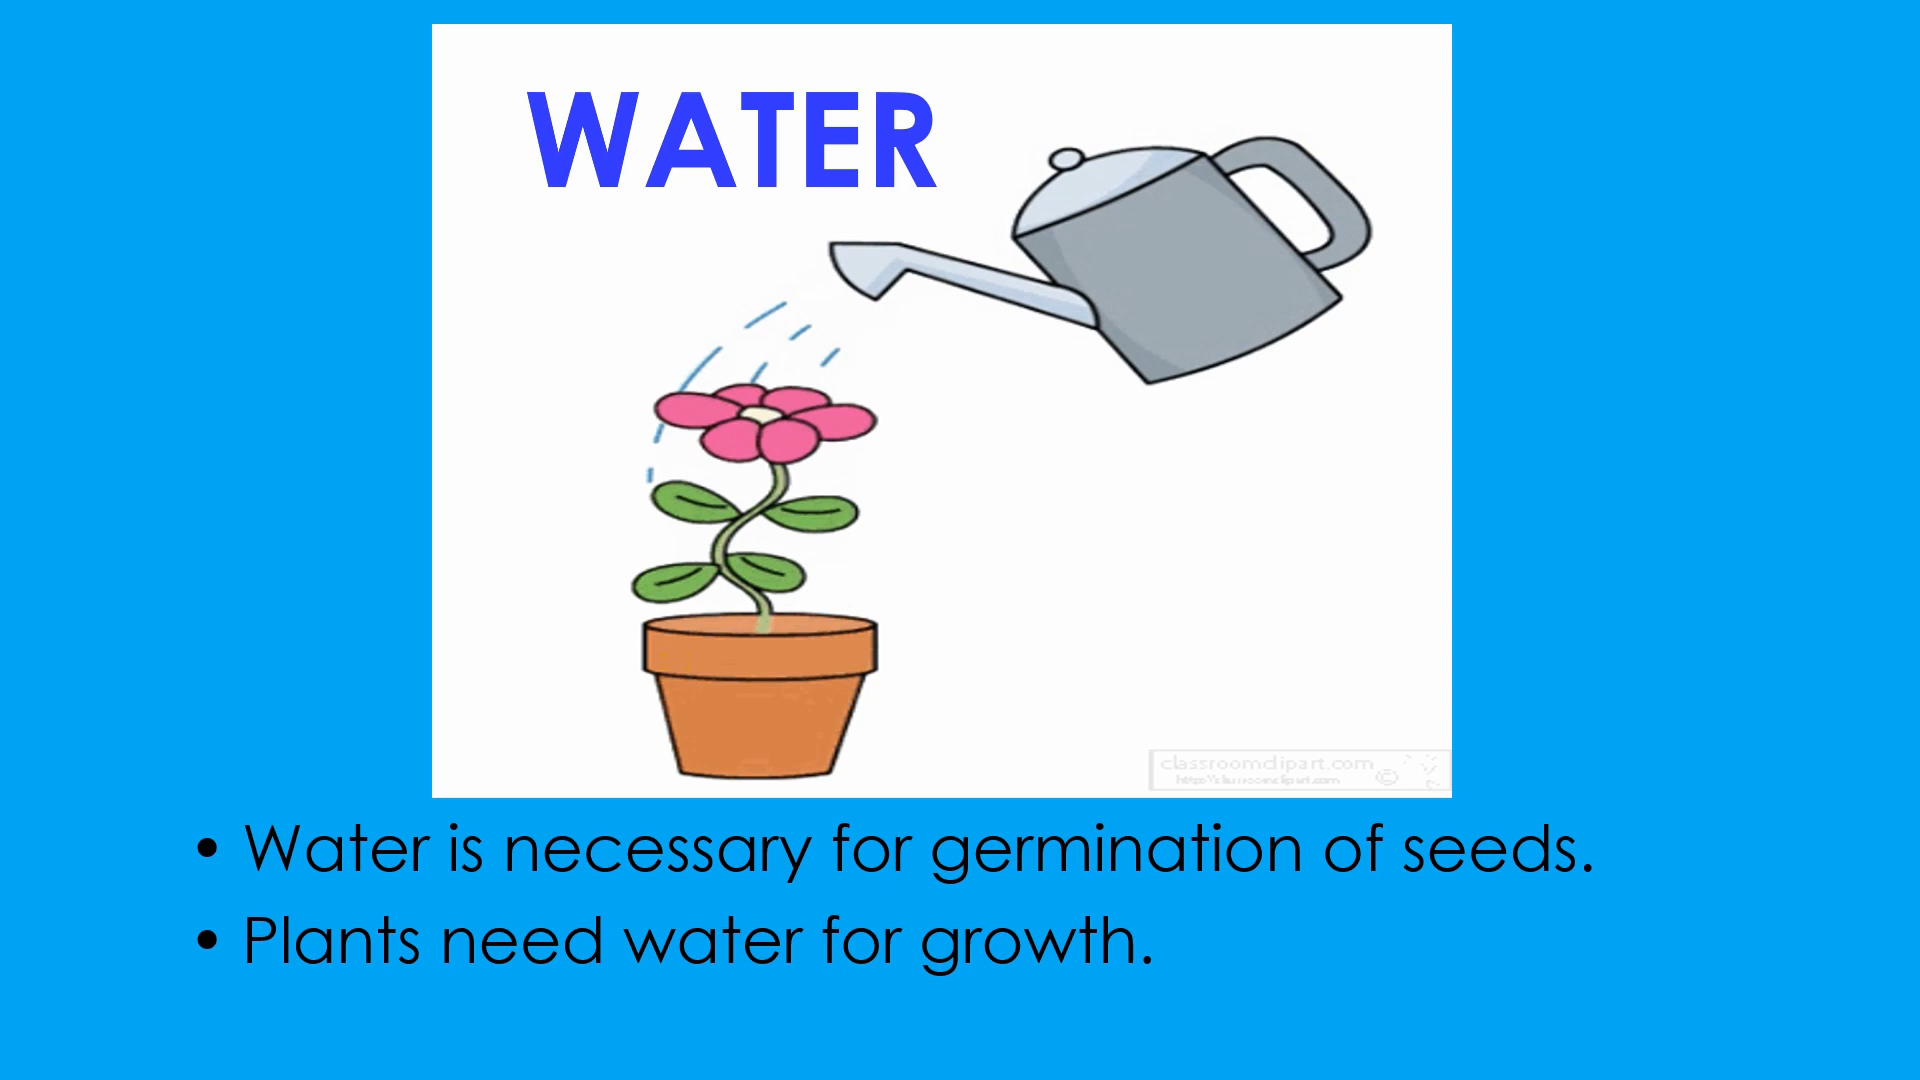 WATER
classroomclipart.com
• Water is necessary for germination of seeds.
• Plants need water for growth.